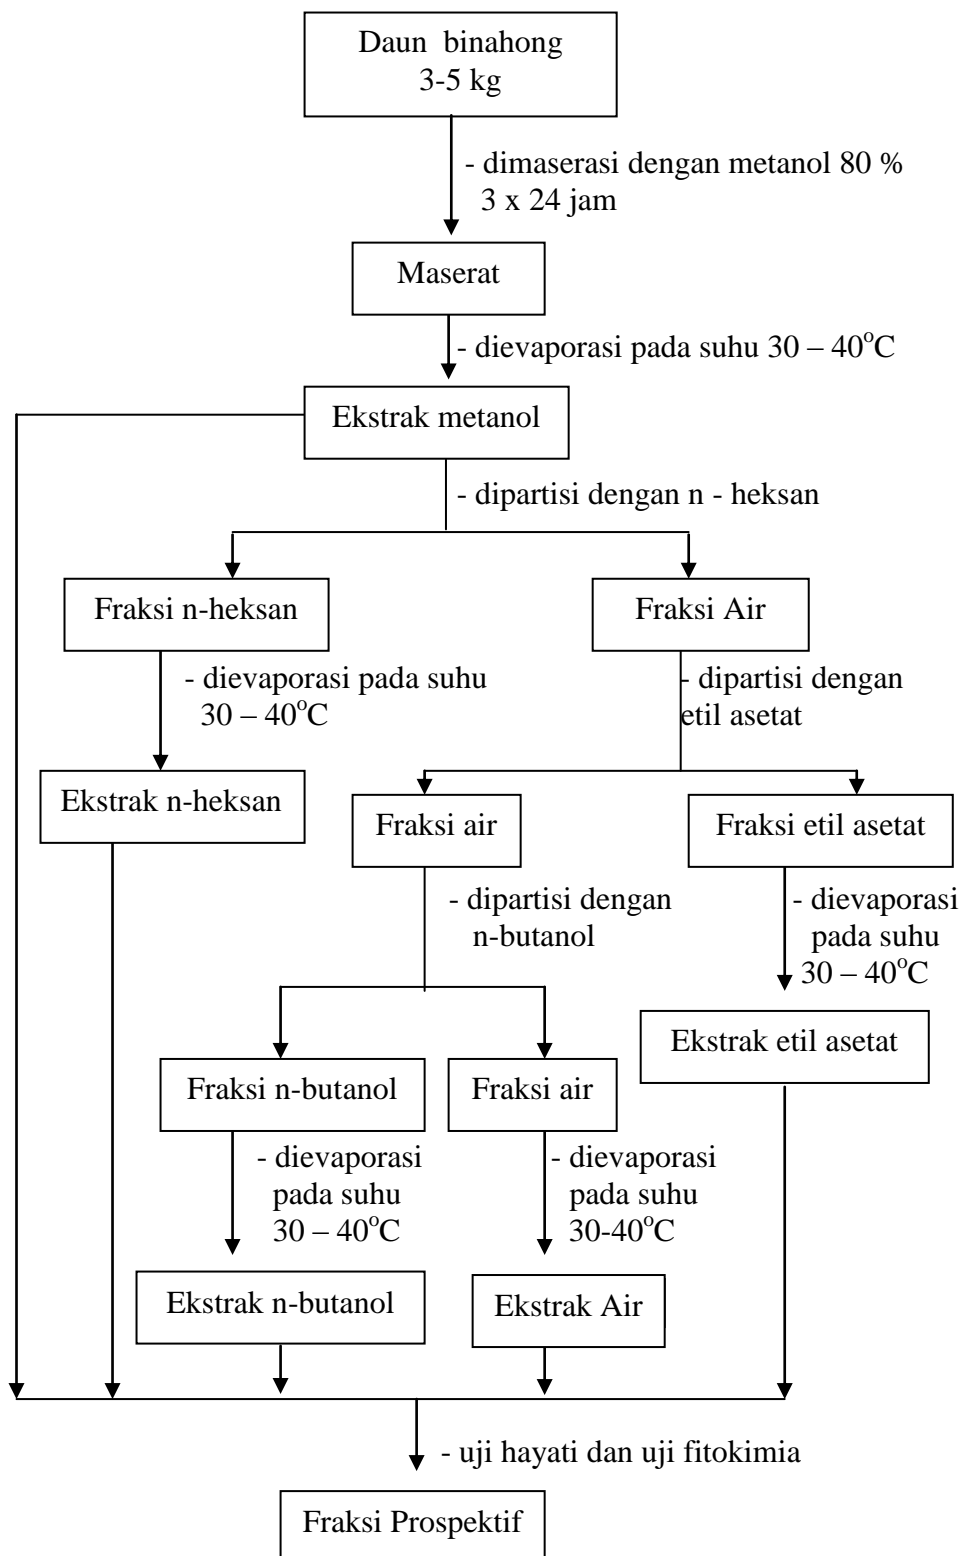 Daun  binahong
3-5 kg
- dimaserasi dengan metanol 80 %
3 x 24 jam
Maserat
- dievaporasi pada suhu 30 – 40°C
Ekstrak metanol
- dipartisi dengan n - heksan
Fraksi n-heksan
Fraksi Air
- dievaporasi pada suhu
30 – 40°C
- dipartisi dengan
etil asetat
Ekstrak n-heksan
Fraksi air
Fraksi etil asetat
- dipartisi dengan
n-butanol
- dievaporasi
pada suhu
30 – 40°C
Ekstrak etil asetat
Fraksi n-butanol
Fraksi air
- dievaporasi
pada suhu
30 – 40°C
- dievaporasi
pada suhu
30-40°C
Ekstrak n-butanol
Ekstrak Air
- uji hayati dan uji fitokimia
Fraksi Prospektif